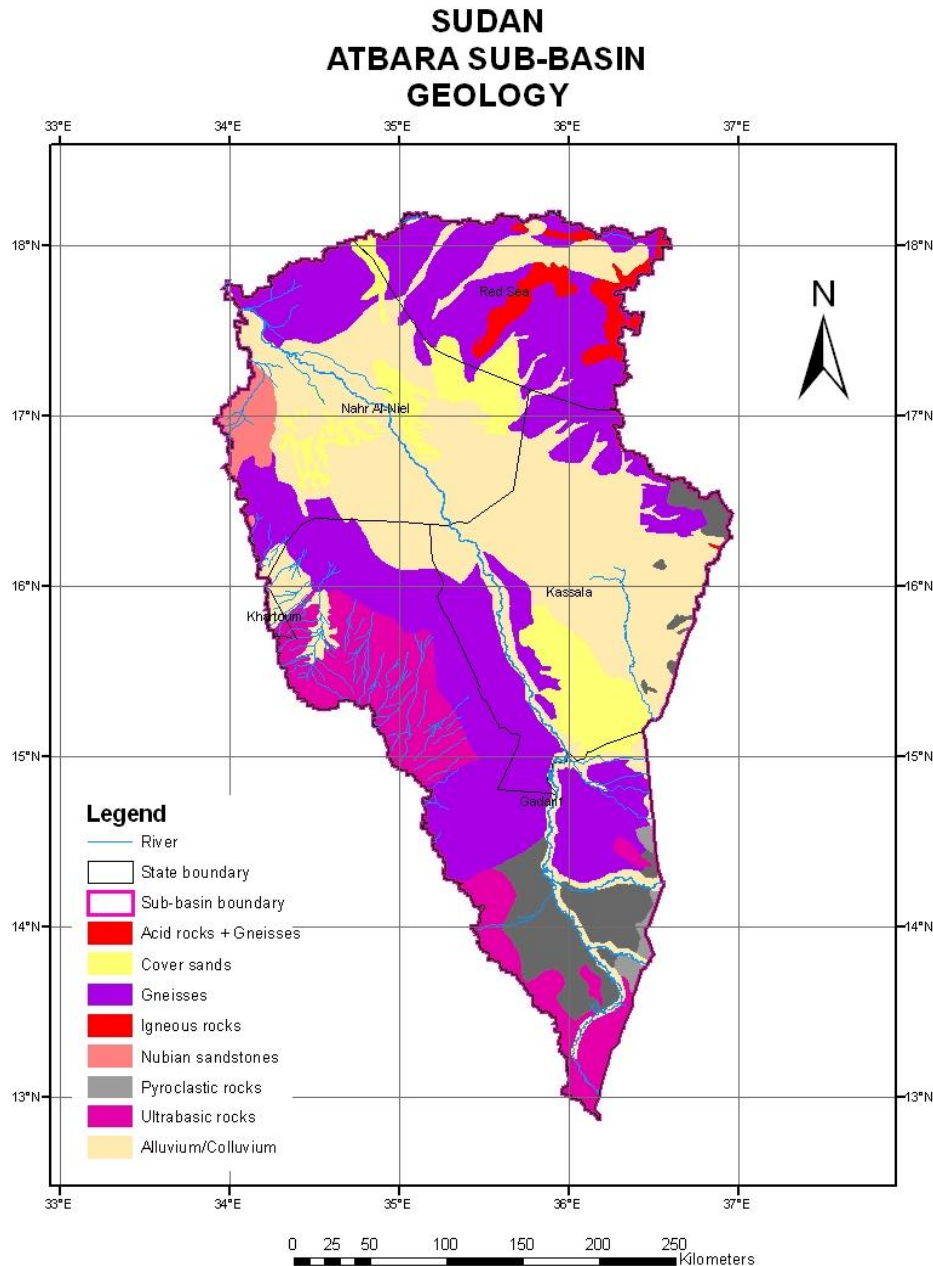 SUDAN
ATBARA SUB-BASIN
GEOLOGY
33°E 34°E 35°E 36°E 37°E
18°N 18°N
Red Sea
N
17°N 17°N
Nahr Al-Niel
16°N 16°N
Kassala
Khartoum
15°N 15°N
Gadarif
14°N 14°N
13°N 13°N
Legend
River
State boundary
Sub-basin boundary
Acid rocks + Gneisses
Cover sands
Gneisses
Igneous rocks
Nubian sandstones
Pyroclastic rocks
Ultrabasic rocks
Alluvium/Colluvium
33°E 34°E 35°E 36°E 37°E
0 25 50 100 150 200 250
Kilometers